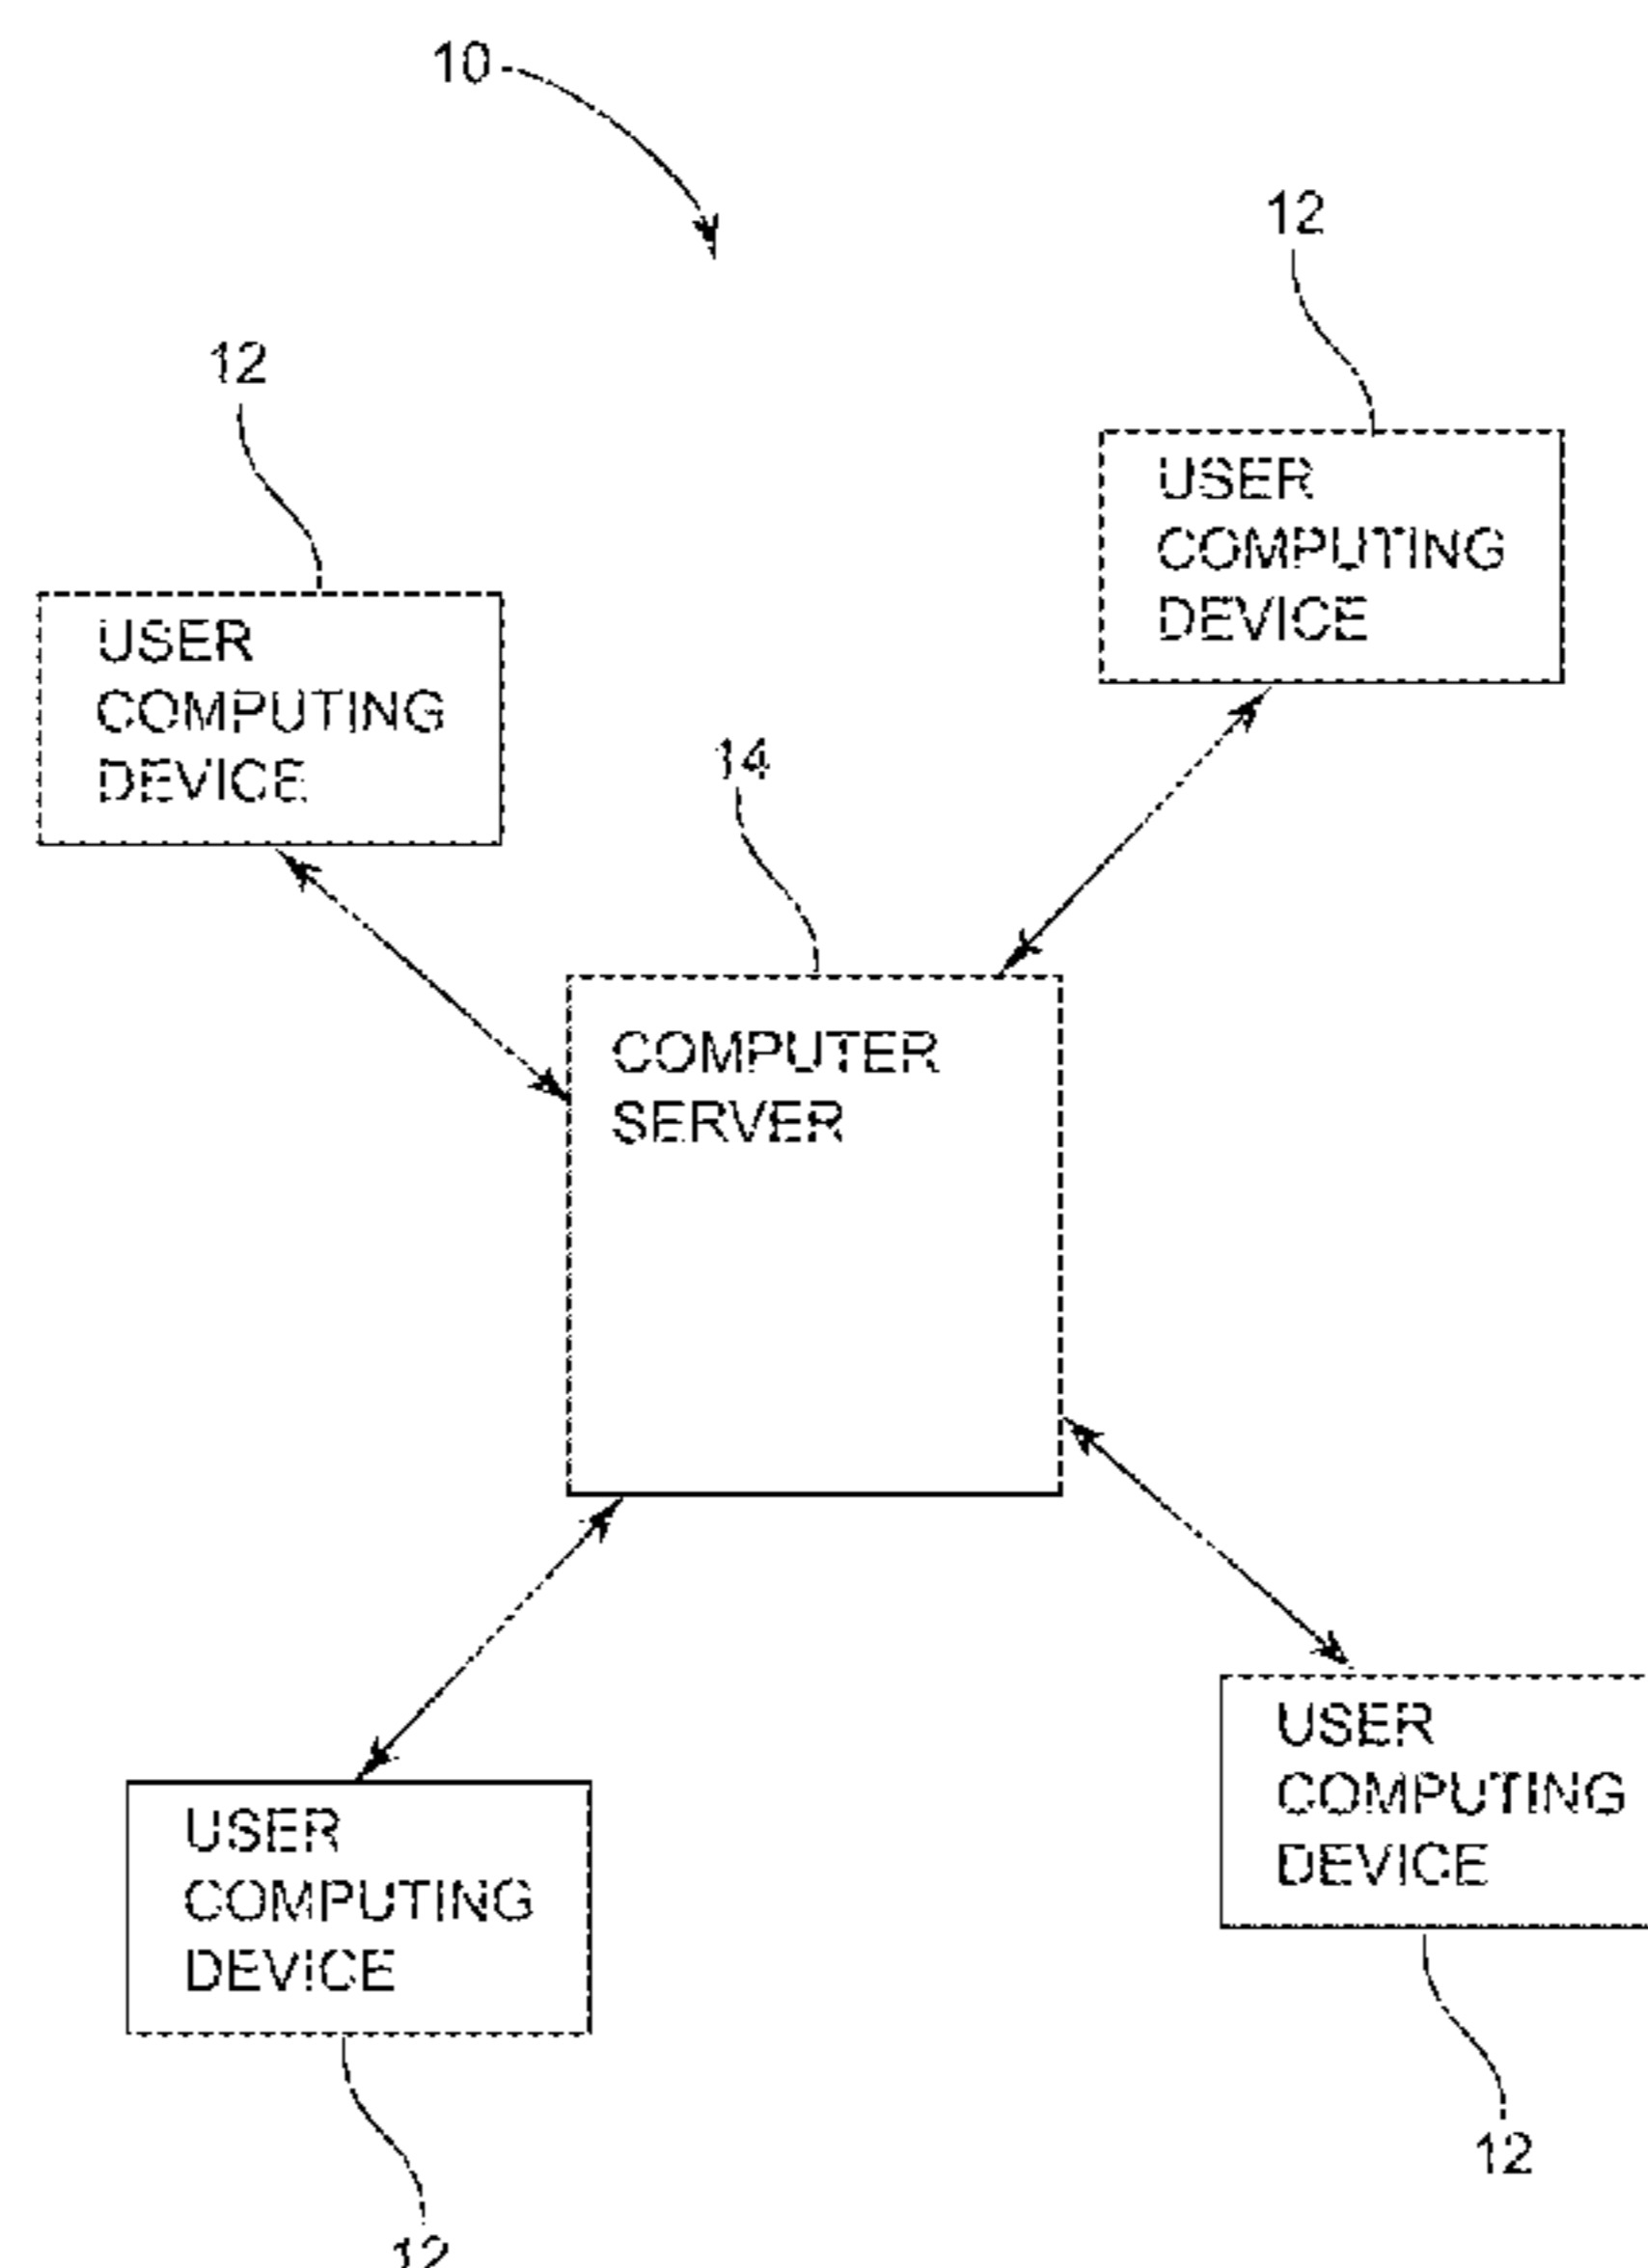 10
12
12
USER
COMPUTING
DEVICE
USER
COMPUTING
DEVICE
14
COMPUTER
SERVER
USER
COMPUTING
DEVICE
USER
COMPUTING
DEVICE
12
12